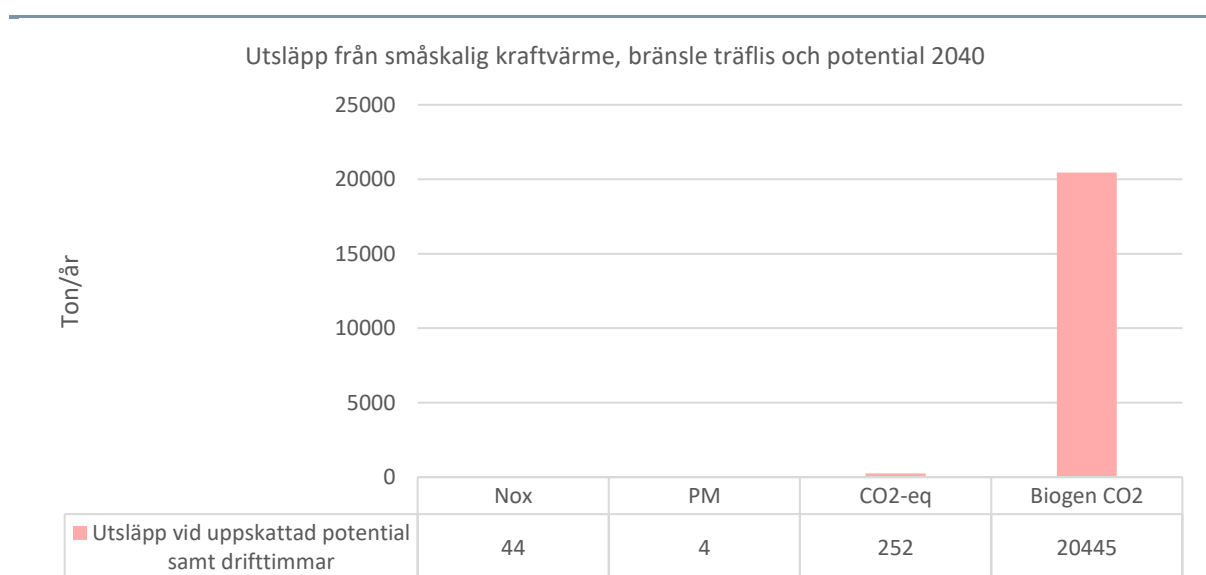 Utsläpp från småskalig kraftvärme, bränsle träflis och potential 2040
Ton/år
25000
20000
15000
10000
5000
0
Nox PM CO2-eq Biogen CO2
Utsläpp vid uppskattad potential
samt drifttimmar
44 4 252 20445